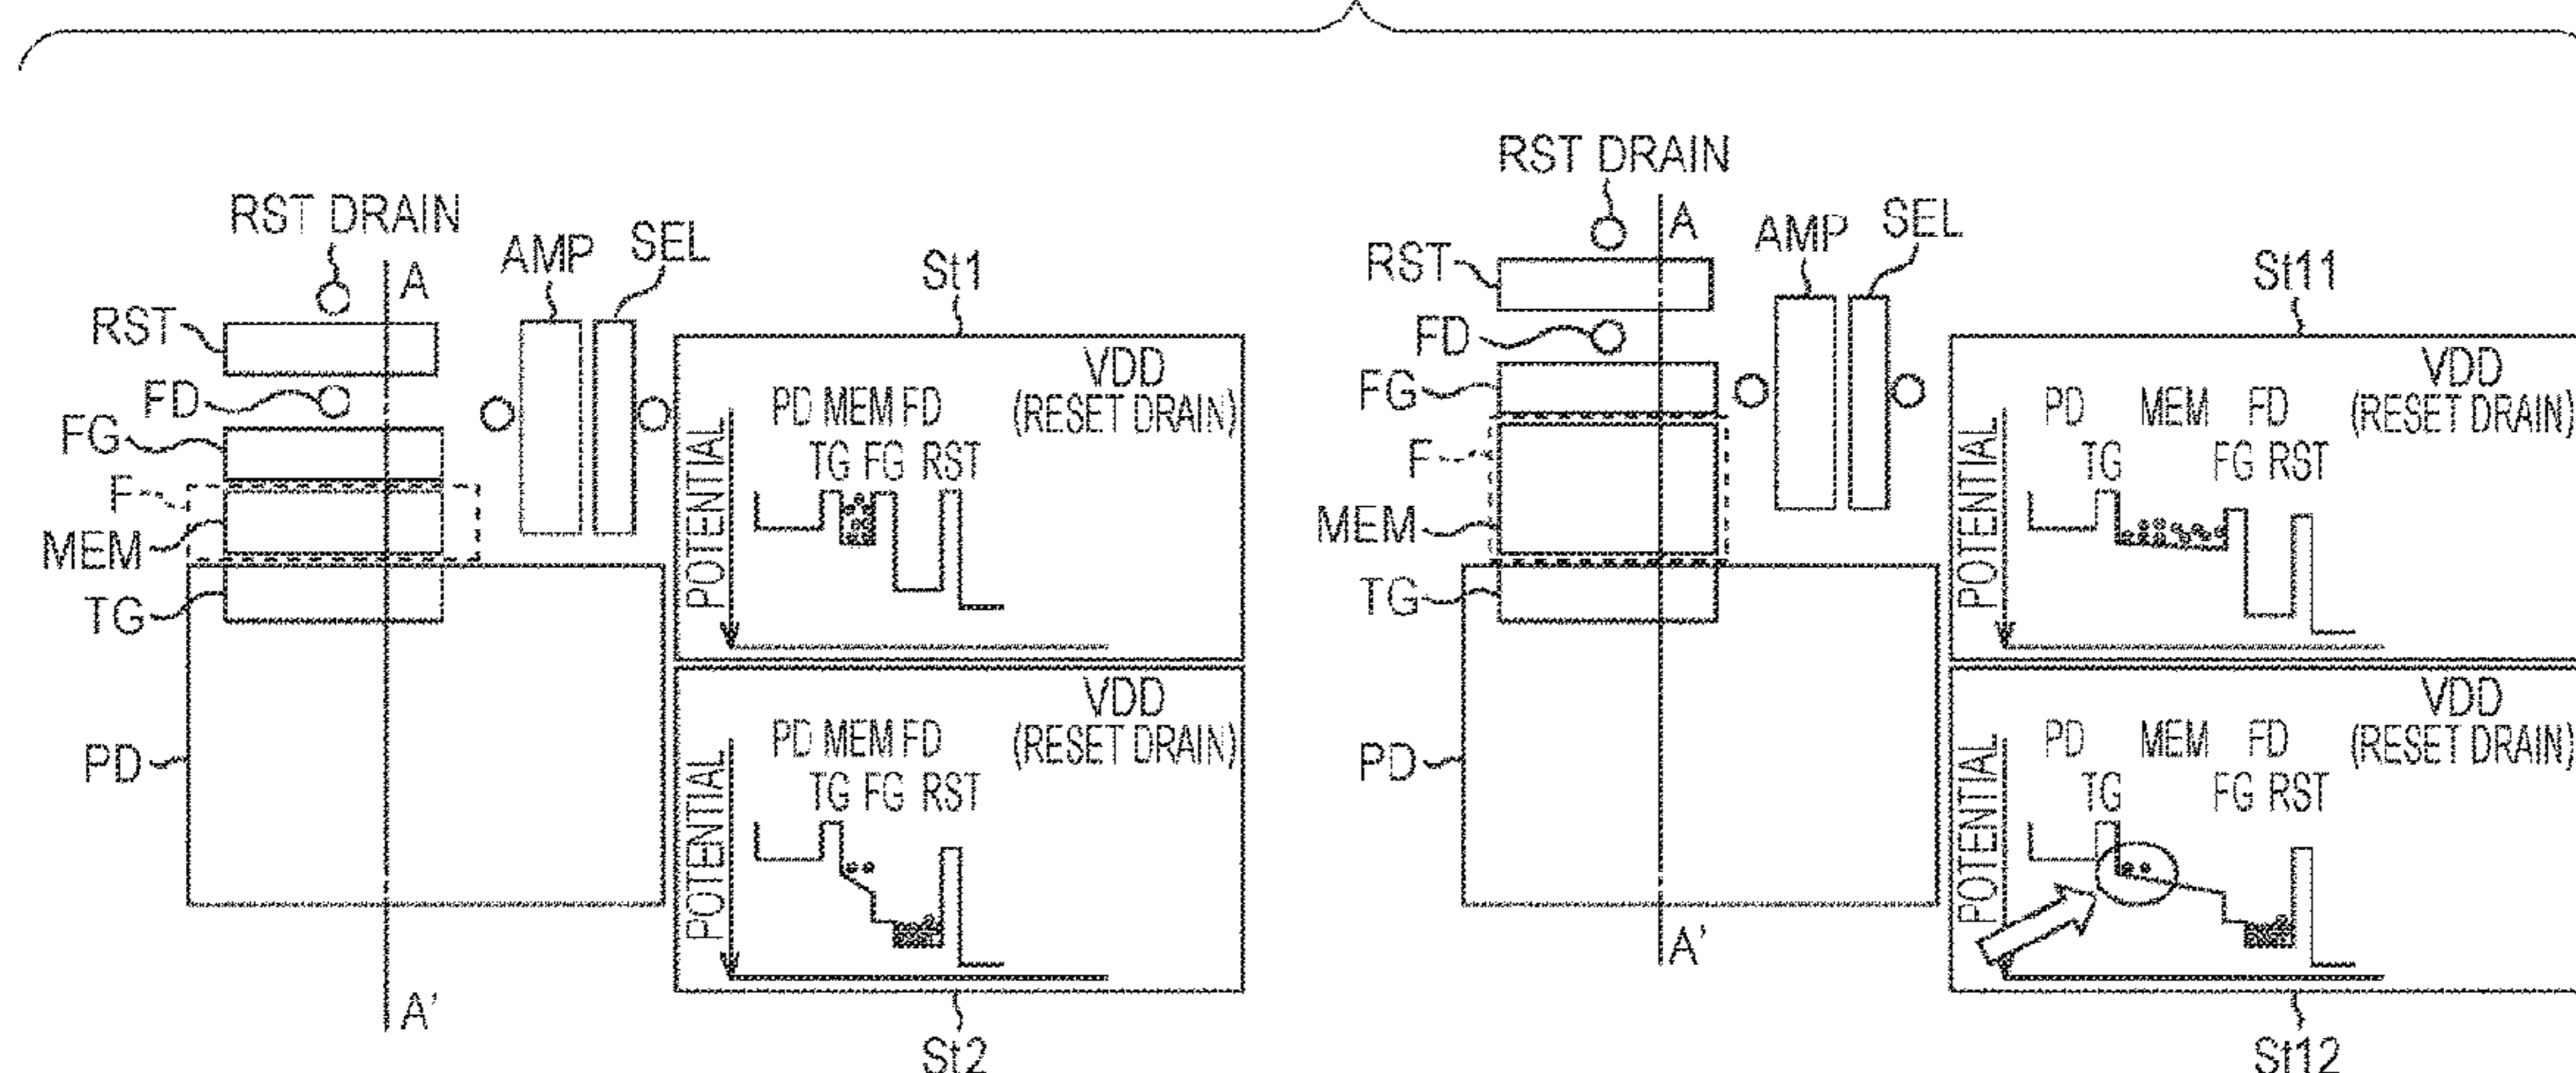 RST DRAIN
A
AMP
SEL
RST
FD
FG
F
MEM
TG
PD
A'
St1
VDD
(RESET DRAIN)
PD MEM FD
TG FG RST
POTENTIAL
VDD
(RESET DRAIN)
PD MEM FD
TG FG RST
POTENTIAL
St2
RST DRAIN
A
AMP
SEL
RST
FD
FG
F
MEM
TG
PD
A'
St11
VDD
(RESET DRAIN)
PD MEM FD
TG FG RST
POTENTIAL
VDD
(RESET DRAIN)
PD MEM FD
TG FG RST
POTENTIAL
St12